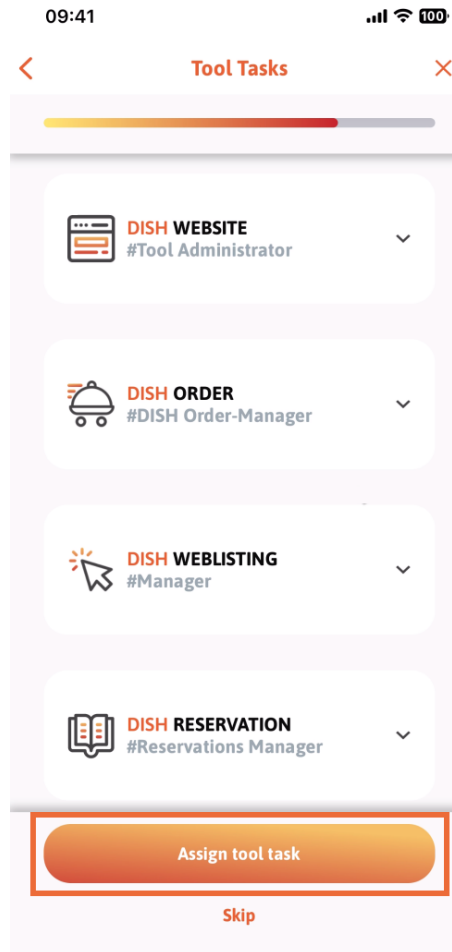 09:41
100
Tool Tasks
DISH WEBSITE
#Tool Administrator
DISH ORDER
#DISH Order-Manager
DISH WEBLISTING
#Manager
DISH RESERVATION
#Reservations Manager
Assign tool task
Skip